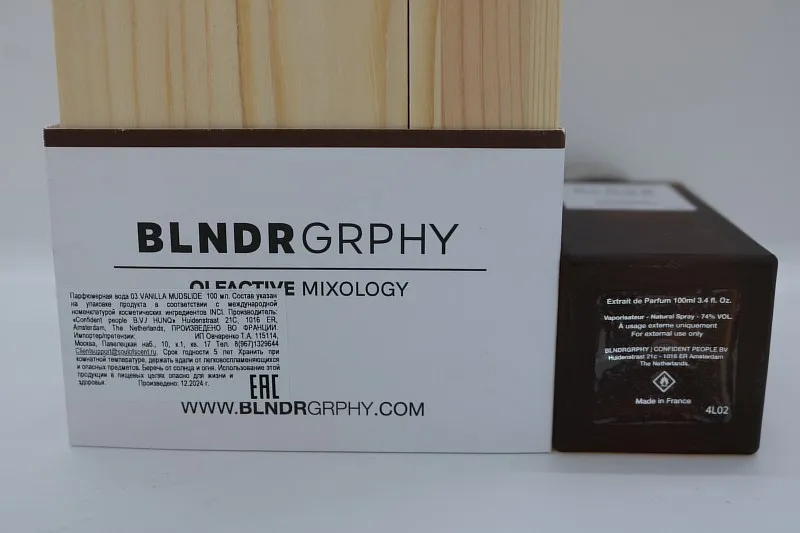 BLNDRGRPHY
OLFACTIVE MIXOLOGY
Парфюмерная вода 03 VANILLA MUDSLIDE 100 мл. Состав указан
на упаковке продукта в соответствии с международной
номенклатурой косметических ингредиентов INCI. Производитель:
«Confident people B.V./ HUNQ» Huidenstraat 21C, 1016 ER,
Amsterdam, The Netherlands, ПРОИЗВЕДЕНО ВО ФРАНЦИИ.
Импортер/претензии: ИП Овчаренко Т.А. 115114,
Москва, Павелецкая наб., 10, к.1, кв. 17 Тел. 8(967)1329644
Clientsupport@soulofscent.ru. Срок годности 5 лет Хранить при
комнатной температуре, держать вдали от легковоспламеняющихся
и опасных предметов. Беречь от солнца и огня. Использование этой
продукции в пищевых целях опасно для жизни и
здоровья. Произведено: 12.2024 г.
EAC
WWW.BLNDRGRPHY.COM
Extrait de Parfum 100ml 3.4 fl. Oz.
Vaporisateur - Natural Spray - 74% VOL.
À usage externe uniquement
For external use only
BLNDRGRPHY | CONFIDENT PEOPLE BV
Huidenstraat 21c - 1016 ER Amsterdam
The Netherlands.
Made in France
4L02